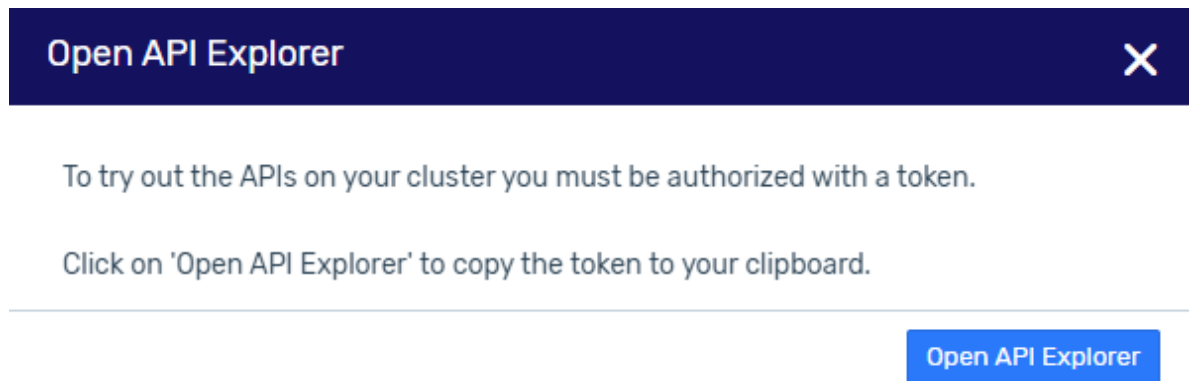 Open API Explorer
To try out the APIs on your cluster you must be authorized with a token.
Click on 'Open API Explorer' to copy the token to your clipboard.
Open API Explorer